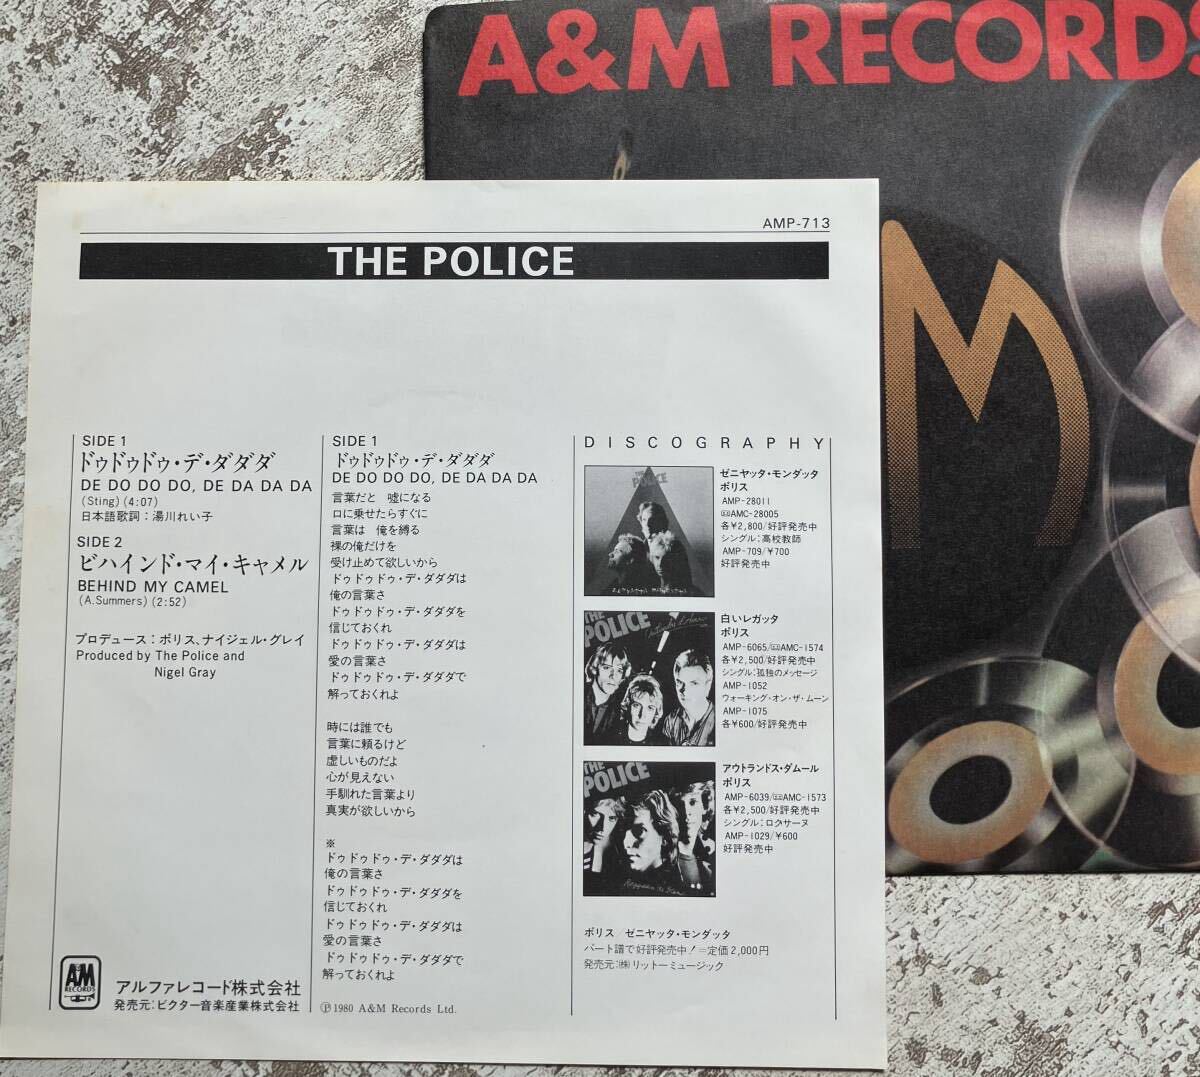 A&M RECORDS
AMP-713
THE POLICE
SIDE 1
ドゥドゥドゥ・デ・ダダダ
DE DO DO DO, DE DA DA DA
(Sting) (4:07)
日本語歌詞：湯川れい子
SIDE 2
ビハインド・マイ・キャメル
BEHIND MY CAMEL
(A.Summers) (2:52)
プロデュース：ポリス、ナイジェル・グレイ
Produced by The Police and
Nigel Gray
A&M
RECORDS
アルファレコード株式会社
発売元：ビクター音楽産業株式会社
SIDE 1
ドゥドゥドゥ・デ・ダダダ
DE DO DO DO, DE DA DA DA
言葉だと　嘘になる
口に乗せたらすぐに
言葉は　俺を縛る
裸の俺だけを
受け止めて欲しいから
ドゥドゥドゥ・デ・ダダダは
俺の言葉さ
ドゥドゥドゥ・デ・ダダダを
信じておくれ
ドゥドゥドゥ・デ・ダダダは
愛の言葉さ
ドゥドゥドゥ・デ・ダダダで
解っておくれよ
時には誰でも
言葉に頼るけど
虚しいものだよ
心が見えない
手馴れた言葉より
真実が欲しいから
※
ドゥドゥドゥ・デ・ダダダは
俺の言葉さ
ドゥドゥドゥ・デ・ダダダを
信じておくれ
ドゥドゥドゥ・デ・ダダダは
愛の言葉さ
ドゥドゥドゥ・デ・ダダダで
解っておくれよ
Ⓟ1980 A&M Records Ltd.
DISCOGRAPHY
THE
POLICE
ゼニヤッタ・モンダッタ
ポリス
AMP-28011
AMC-28005
各¥2,800/好評発売中
シングル：高校教師
AMP-709/¥700
好評発売中
THE
POLICE
白いレガッタ
ポリス
AMP-6065/AMC-1574
各¥2,500/好評発売中
シングル：孤独のメッセージ
AMP-1052
ウォーキング・オン・ザ・ムーン
AMP-1075
各¥600/好評発売中
THE
POLICE
アウトランドス・ダムール
ポリス
AMP-6039/AMC-1573
各¥2,500/好評発売中
シングル：ロクサーヌ
AMP-1029/¥600
好評発売中
ポリス／ゼニヤッタ・モンダッタ
パート譜で好評発売中！＝定価2,000円
発売元：㈱リットーミュージック